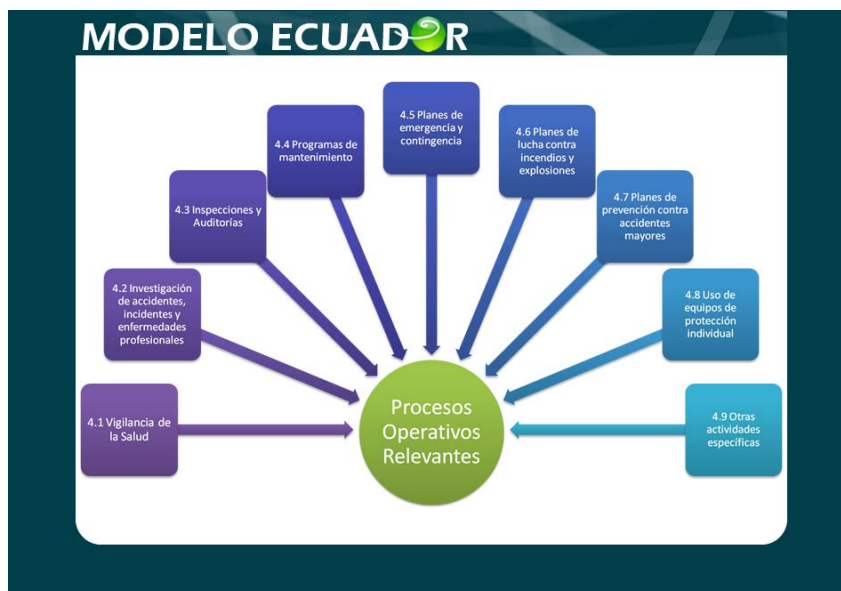 MODELO ECUADOR
4.5 Planes de
emergencia y
contingencia
4.4 Programas de
mantenimiento
4.6 Planes de
lucha contra
incendios y
explosiones
4.3 Inspecciones y
Auditorías
4.7 Planes de
prevención contra
accidentes
mayores
4.2 Investigación
de accidentes,
incidentes y
enfermedades
profesionales
4.8 Uso de
equipos de
protección
individual
4.1 Vigilancia de
la Salud
4.9 Otras
actividades
específicas
Procesos
Operativos
Relevantes